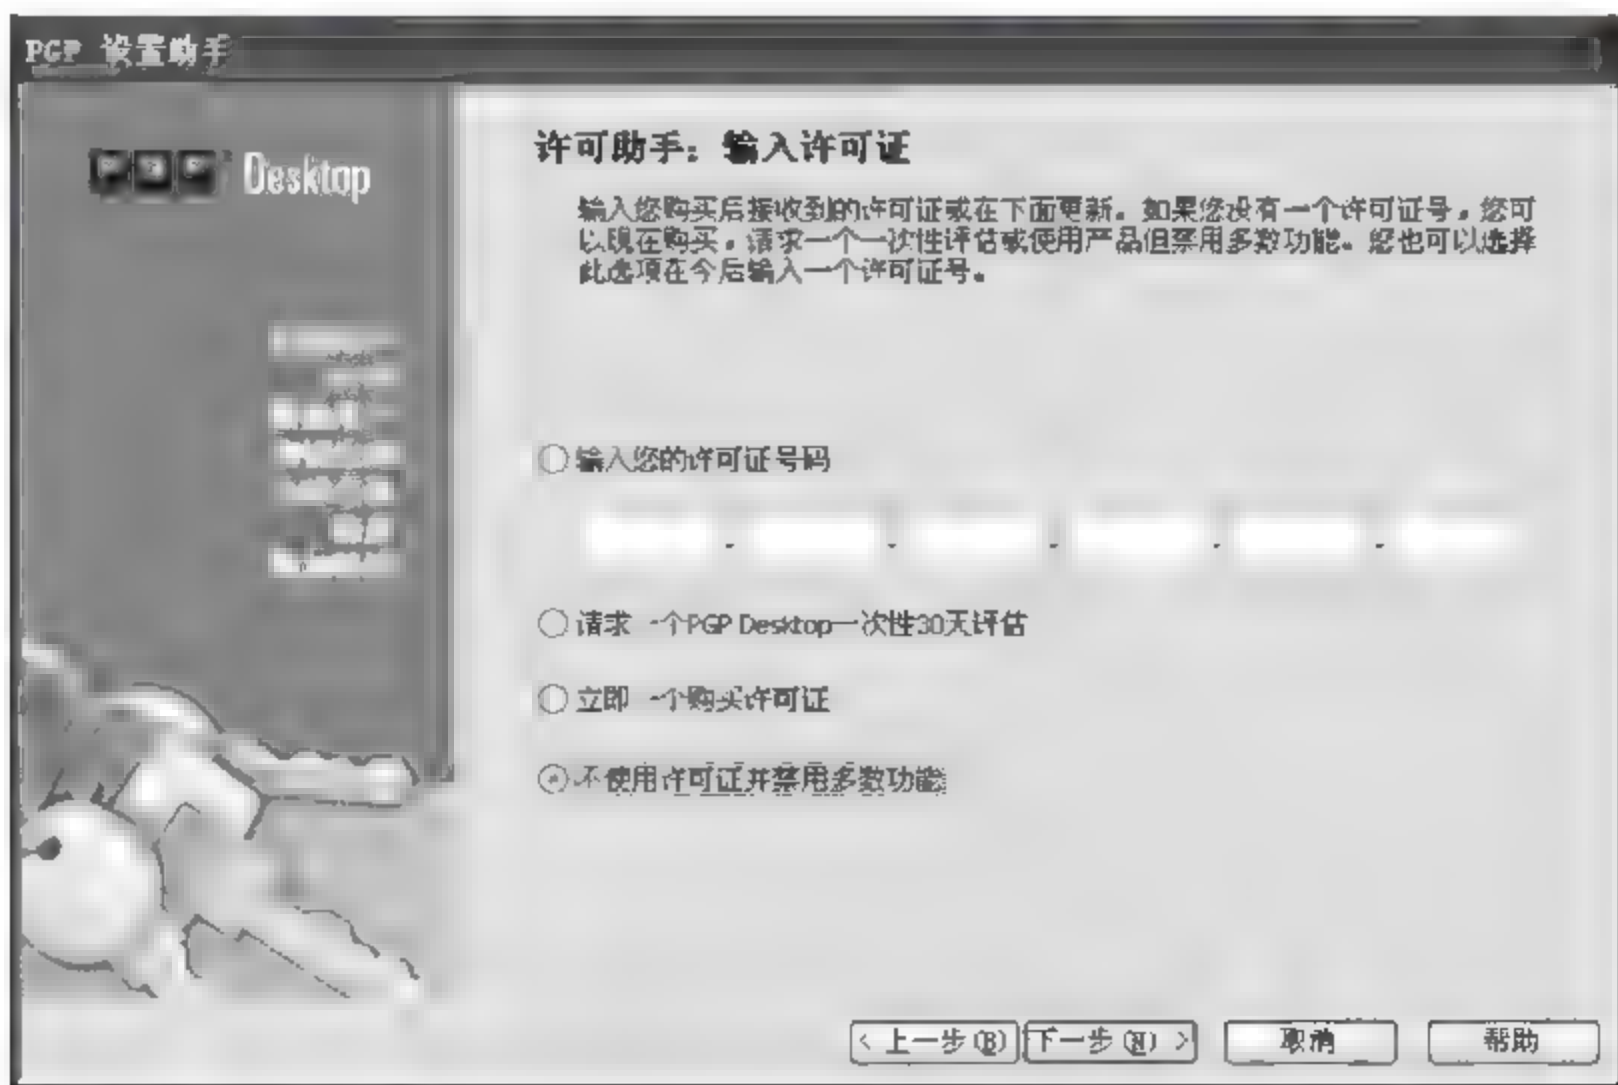 PGP 设置助手
PGP Desktop
许可助手：输入许可证
输入您购买后接收到的许可证或在下面更新。如果您没有一个许可证号，您可
以现在购买，请求一个一次性评估或使用产品但禁用多数功能。您也可以选择
此选项在今后输入一个许可证号。
输入您的许可证号码
- - - - -
请求一个PGP Desktop一次性30天评估
立即一个购买许可证
不使用许可证并禁用多数功能
< 上一步(B) 下一步(N) > 取消 帮助